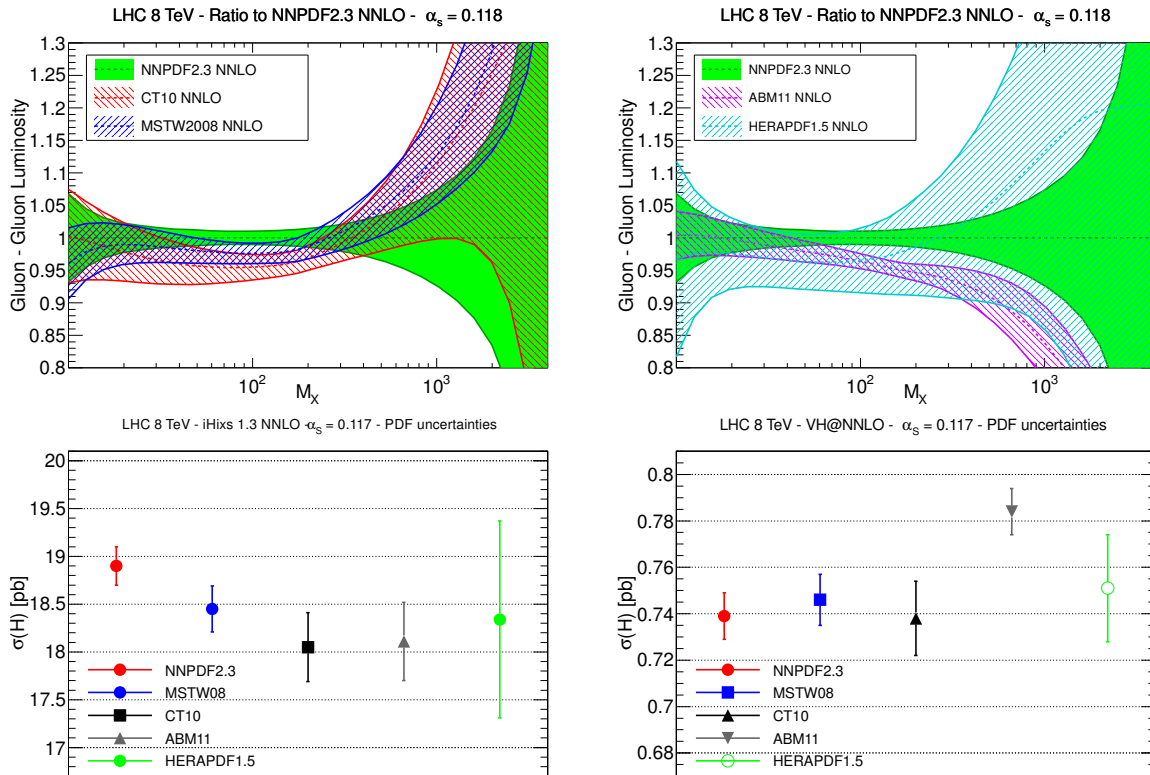 LHC 8 TeV - Ratio to NNPDF2.3 NNLO - α_s = 0.118
Gluon - Gluon Luminosity
1.3
1.25
1.2
1.15
1.1
1.05
1
0.95
0.9
0.85
0.8
NNPDF2.3 NNLO
CT10 NNLO
MSTW2008 NNLO
10²
10³
M_X
LHC 8 TeV - Ratio to NNPDF2.3 NNLO - α_s = 0.118
Gluon - Gluon Luminosity
1.3
1.25
1.2
1.15
1.1
1.05
1
0.95
0.9
0.85
0.8
NNPDF2.3 NNLO
ABM11 NNLO
HERAPDF1.5 NNLO
10²
10³
M_X
LHC 8 TeV - iHixs 1.3 NNLO -α_S = 0.117 - PDF uncertainties
σ(H) [pb]
20
19.5
19
18.5
18
17.5
17
NNPDF2.3
MSTW08
CT10
ABM11
HERAPDF1.5
LHC 8 TeV - VH@NNLO - α_S = 0.117 - PDF uncertainties
σ(H) [pb]
0.8
0.78
0.76
0.74
0.72
0.7
0.68
NNPDF2.3
MSTW08
CT10
ABM11
HERAPDF1.5